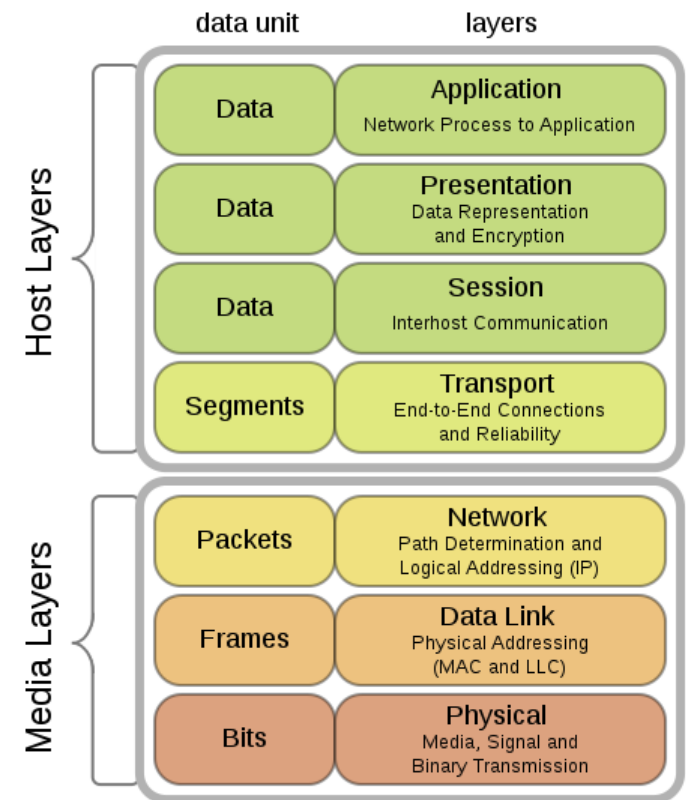 data unit
layers
Host Layers
Data
Application
Network Process to Application
Data
Presentation
Data Representation
and Encryption
Data
Session
Interhost Communication
Segments
Transport
End-to-End Connections
and Reliability
Media Layers
Packets
Network
Path Determination and
Logical Addressing (IP)
Frames
Data Link
Physical Addressing
(MAC and LLC)
Bits
Physical
Media, Signal and
Binary Transmission